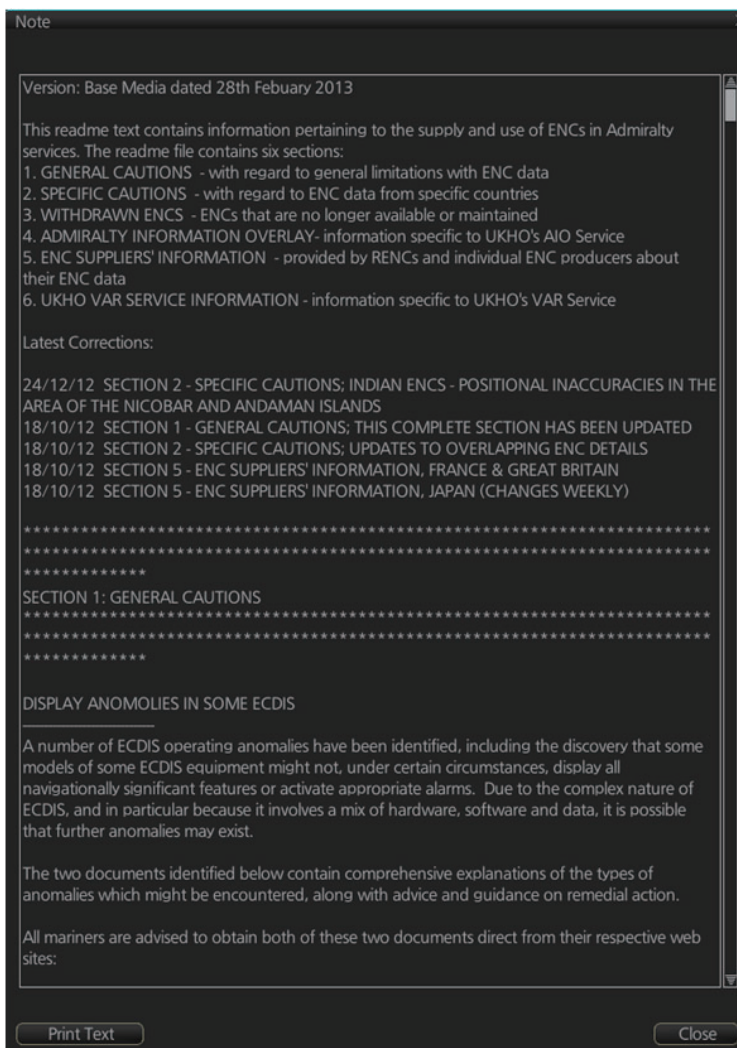 Note
Version: Base Media dated 28th Febuary 2013
This readme text contains information pertaining to the supply and use of ENCs in Admiralty
services. The readme file contains six sections:
1. GENERAL CAUTIONS  - with regard to general limitations with ENC data
2. SPECIFIC CAUTIONS  - with regard to ENC data from specific countries
3. WITHDRAWN ENCS  - ENCs that are no longer available or maintained
4. ADMIRALTY INFORMATION OVERLAY- information specific to UKHO's AIO Service
5. ENC SUPPLIERS' INFORMATION  - provided by RENCs and individual ENC producers about
their ENC data
6. UKHO VAR SERVICE INFORMATION - information specific to UKHO's VAR Service
Latest Corrections:
24/12/12  SECTION 2 - SPECIFIC CAUTIONS; INDIAN ENCS - POSITIONAL INACCURACIES IN THE
AREA OF THE NICOBAR AND ANDAMAN ISLANDS
18/10/12  SECTION 1 - GENERAL CAUTIONS; THIS COMPLETE SECTION HAS BEEN UPDATED
18/10/12  SECTION 2 - SPECIFIC CAUTIONS; UPDATES TO OVERLAPPING ENC DETAILS
18/10/12  SECTION 5 - ENC SUPPLIERS' INFORMATION, FRANCE & GREAT BRITAIN
18/10/12  SECTION 5 - ENC SUPPLIERS' INFORMATION, JAPAN (CHANGES WEEKLY)
************************************************************************
************************************************************************
*************
SECTION 1: GENERAL CAUTIONS
************************************************************************
************************************************************************
*************
DISPLAY ANOMOLIES IN SOME ECDIS
____________________
A number of ECDIS operating anomalies have been identified, including the discovery that some
models of some ECDIS equipment might not, under certain circumstances, display all
navigationally significant features or activate appropriate alarms.  Due to the complex nature of
ECDIS, and in particular because it involves a mix of hardware, software and data, it is possible
that further anomalies may exist.
The two documents identified below contain comprehensive explanations of the types of
anomalies which might be encountered, along with advice and guidance on remedial action.
All mariners are advised to obtain both of these two documents direct from their respective web
sites:
Print Text
Close